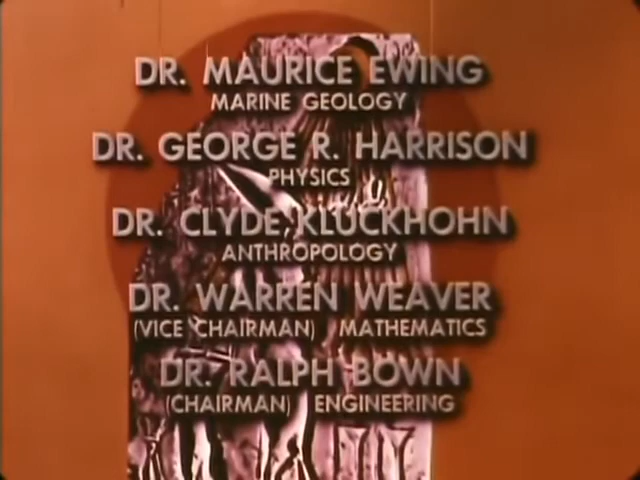 DR. MAURICE EWING
MARINE GEOLOGY
DR. GEORGE R. HARRISON
PHYSICS
DR. CLYDE KLUCKHOHN
ANTHROPOLOGY
DR. WARREN WEAVER
(VICE CHAIRMAN) MATHEMATICS
DR. RALPH BOWN
(CHAIRMAN) ENGINEERING